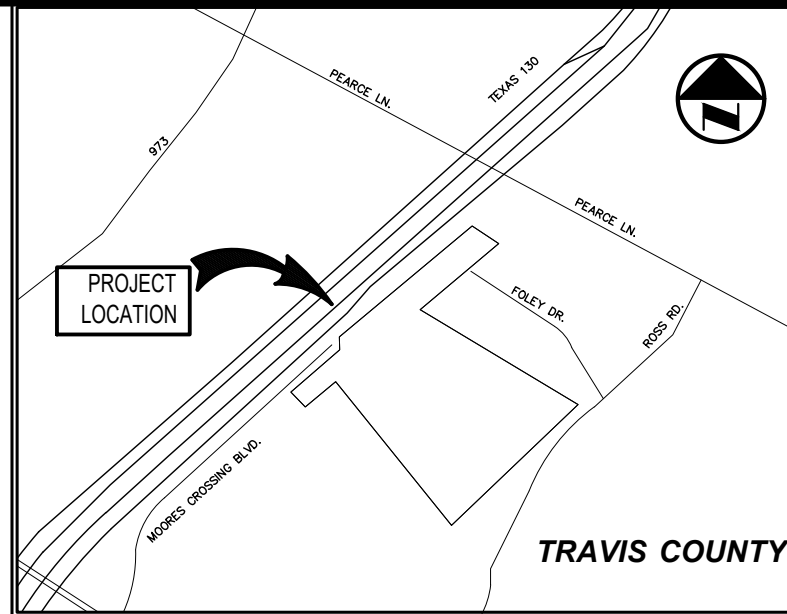 PEARCE LN.
TEXAS 130
973
N
PEARCE LN.
PROJECT
LOCATION
FOLEY DR.
ROSS RD.
MOORES CROSSING BLVD.
TRAVIS COUNTY